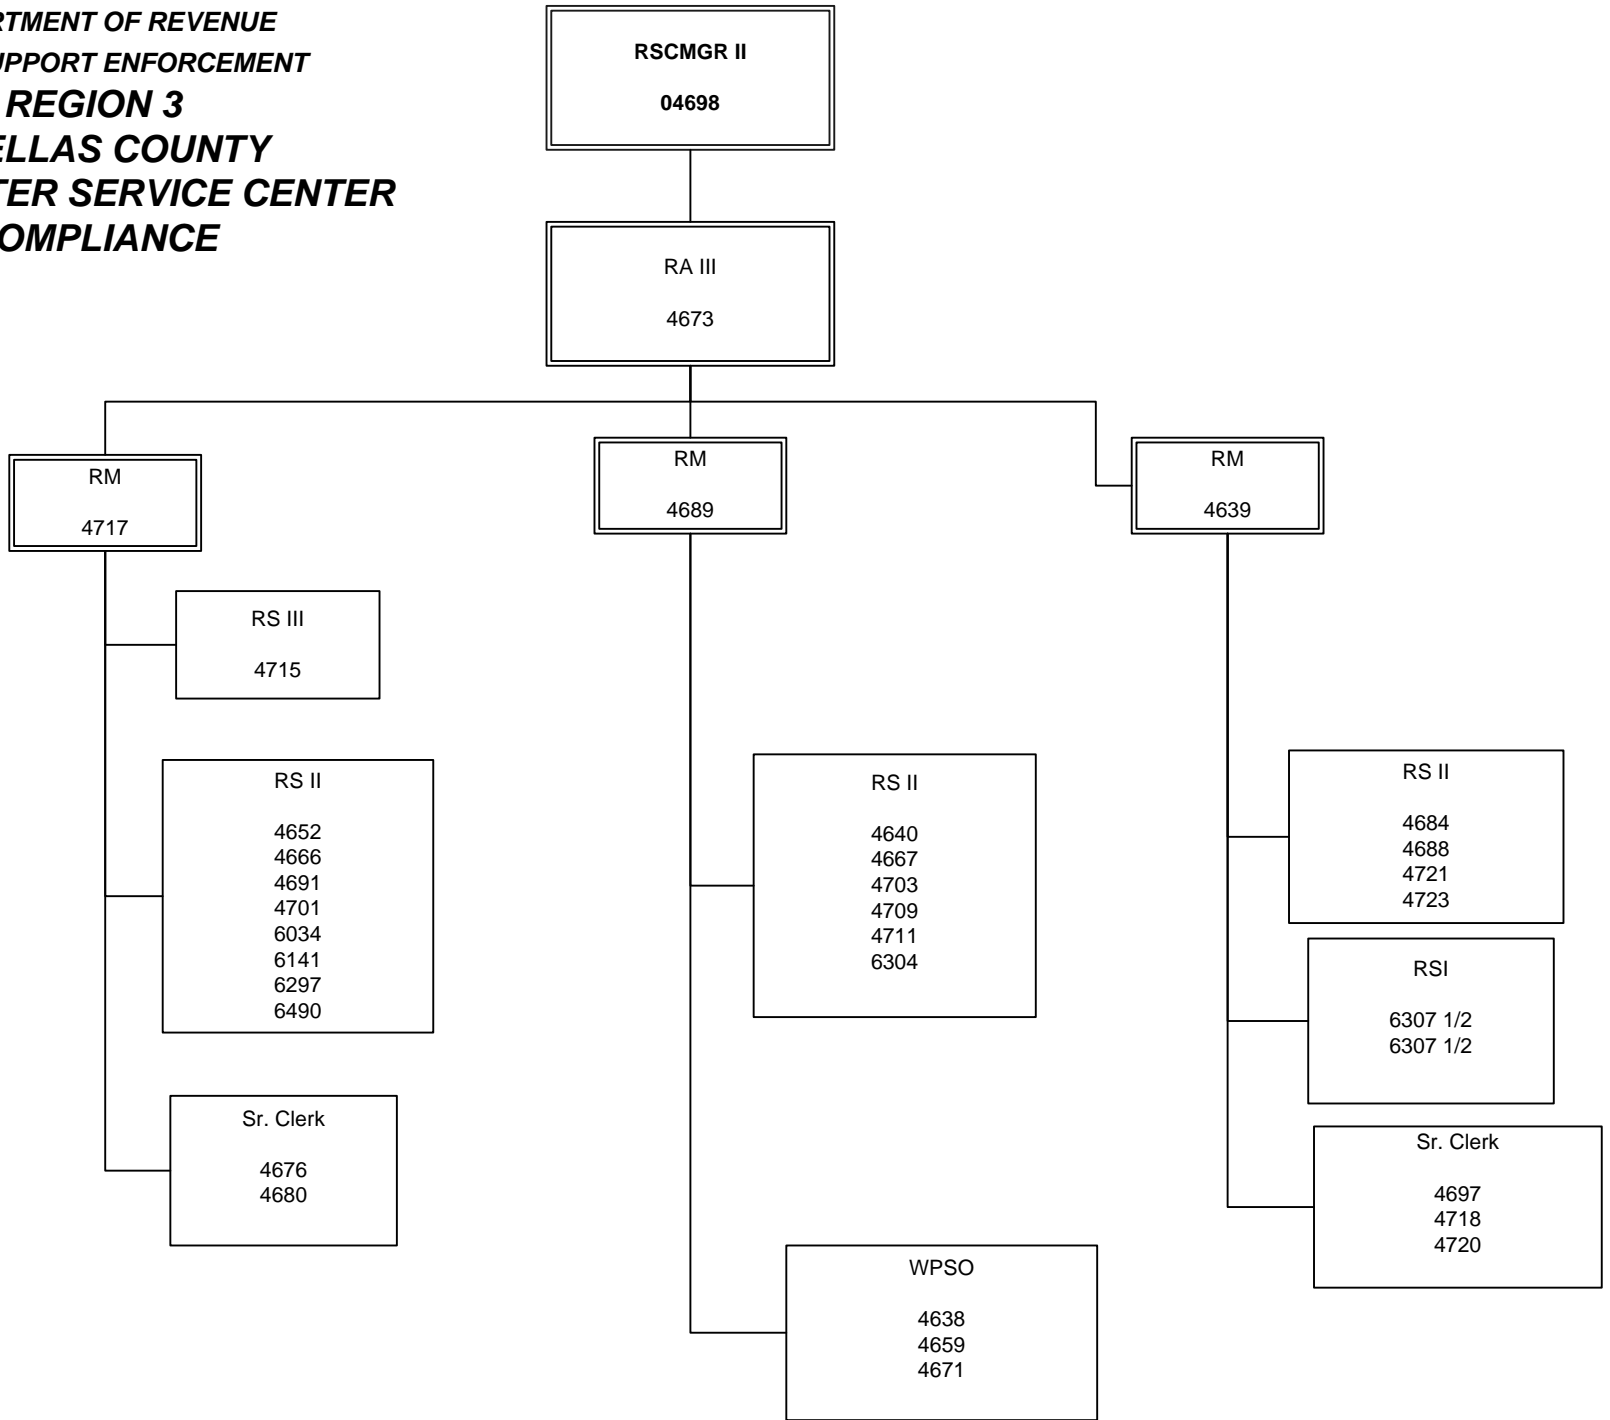 RTMENT OF REVENUE
UPPORT ENFORCEMENT
REGION 3
ELLAS COUNTY
TER SERVICE CENTER
OMPLIANCE
RSCMGR II
04698
RA III
4673
RM
4717
RM
4689
RM
4639
RS III
4715
RS II
4652
4666
4691
4701
6034
6141
6297
6490
Sr. Clerk
4676
4680
RS II
4640
4667
4703
4709
4711
6304
WPSO
4638
4659
4671
RS II
4684
4688
4721
4723
RSI
6307 1/2
6307 1/2
Sr. Clerk
4697
4718
4720